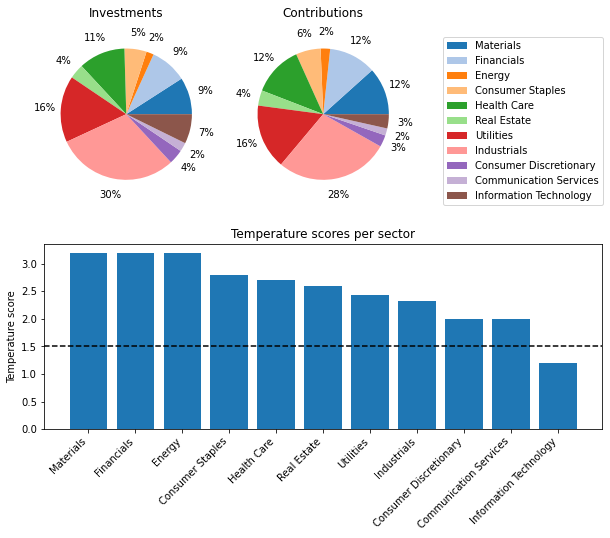 Investments
9%
9%
2%
5%
11%
4%
16%
30%
4%
2%
7%
Contributions
12%
12%
2%
6%
12%
4%
16%
28%
3%
2%
3%
Materials
Financials
Energy
Consumer Staples
Health Care
Real Estate
Utilities
Industrials
Consumer Discretionary
Communication Services
Information Technology
Temperature scores per sector
Temperature score
3.0
2.5
2.0
1.5
1.0
0.5
0.0
Materials
Financials
Energy
Consumer Staples
Health Care
Real Estate
Utilities
Industrials
Consumer Discretionary
Communication Services
Information Technology